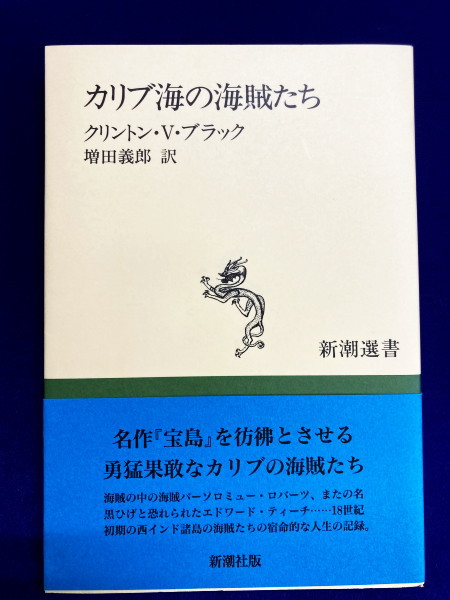 カリブ海の海賊たち
クリントン・V・ブラック
増田義郎 訳
新潮選書
名作『宝島』を彷彿とさせる
勇猛果敢なカリブの海賊たち
海賊の中の海賊バーソロミュー・ロバーツ、またの名
黒ひげと恐れられたエドワード・ティーチ……18世紀
初期の西インド諸島の海賊たちの宿命的な人生の記録。
新潮社版